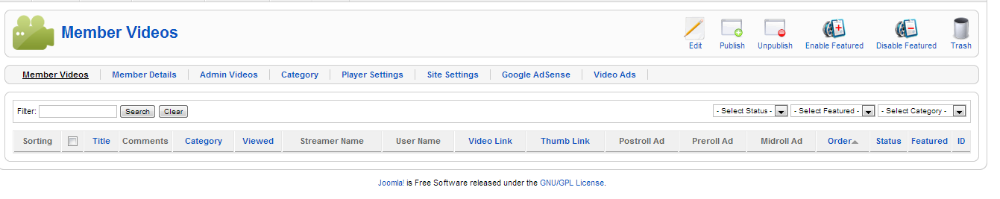 Member Videos
Edit Publish Unpublish Enable Featured Disable Featured Trash
Member Videos Member Details Admin Videos Category Player Settings Site Settings Google AdSense Video Ads
Filter: Search Clear - Select Status - - Select Featured - - Select Category -
Sorting Title Comments Category Viewed Streamer Name User Name Video Link Thumb Link Postroll Ad Preroll Ad Midroll Ad Order Status Featured ID
Joomla! is Free Software released under the GNU/GPL License.